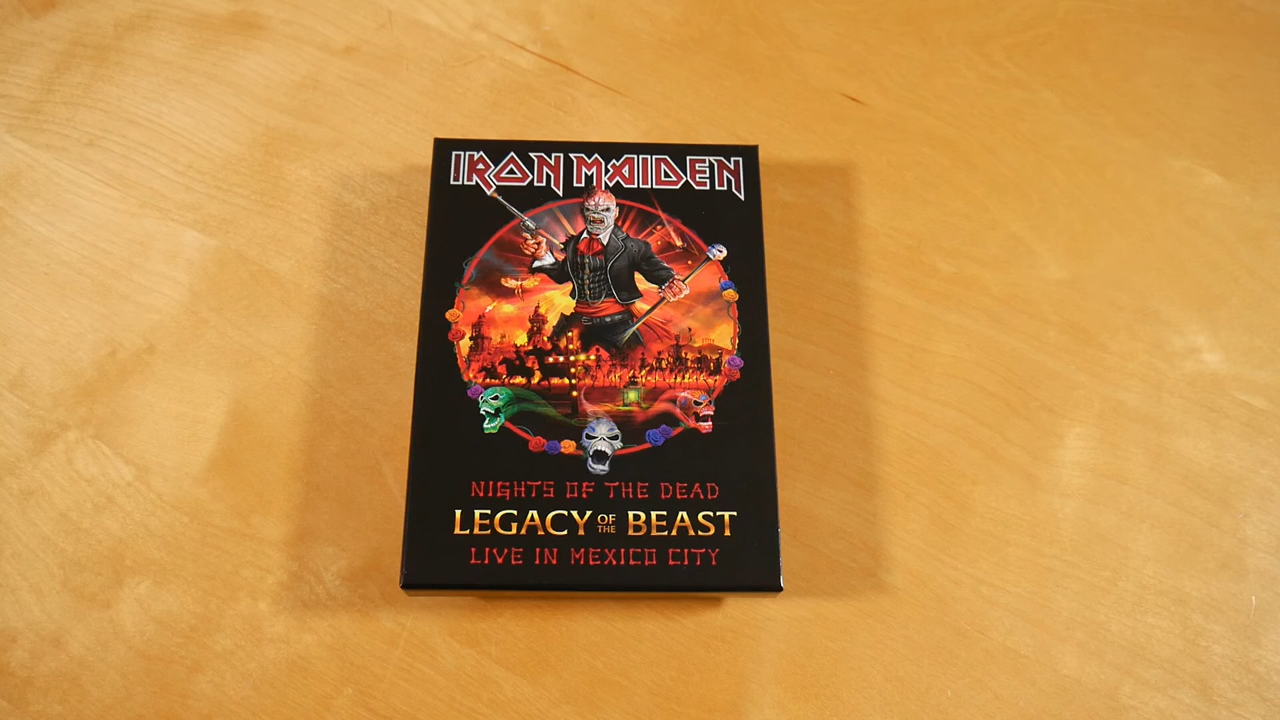 IRON MAIDEN
NIGHTS OF THE DEAD
LEGACY OF THE BEAST
LIVE IN MEXICO CITY